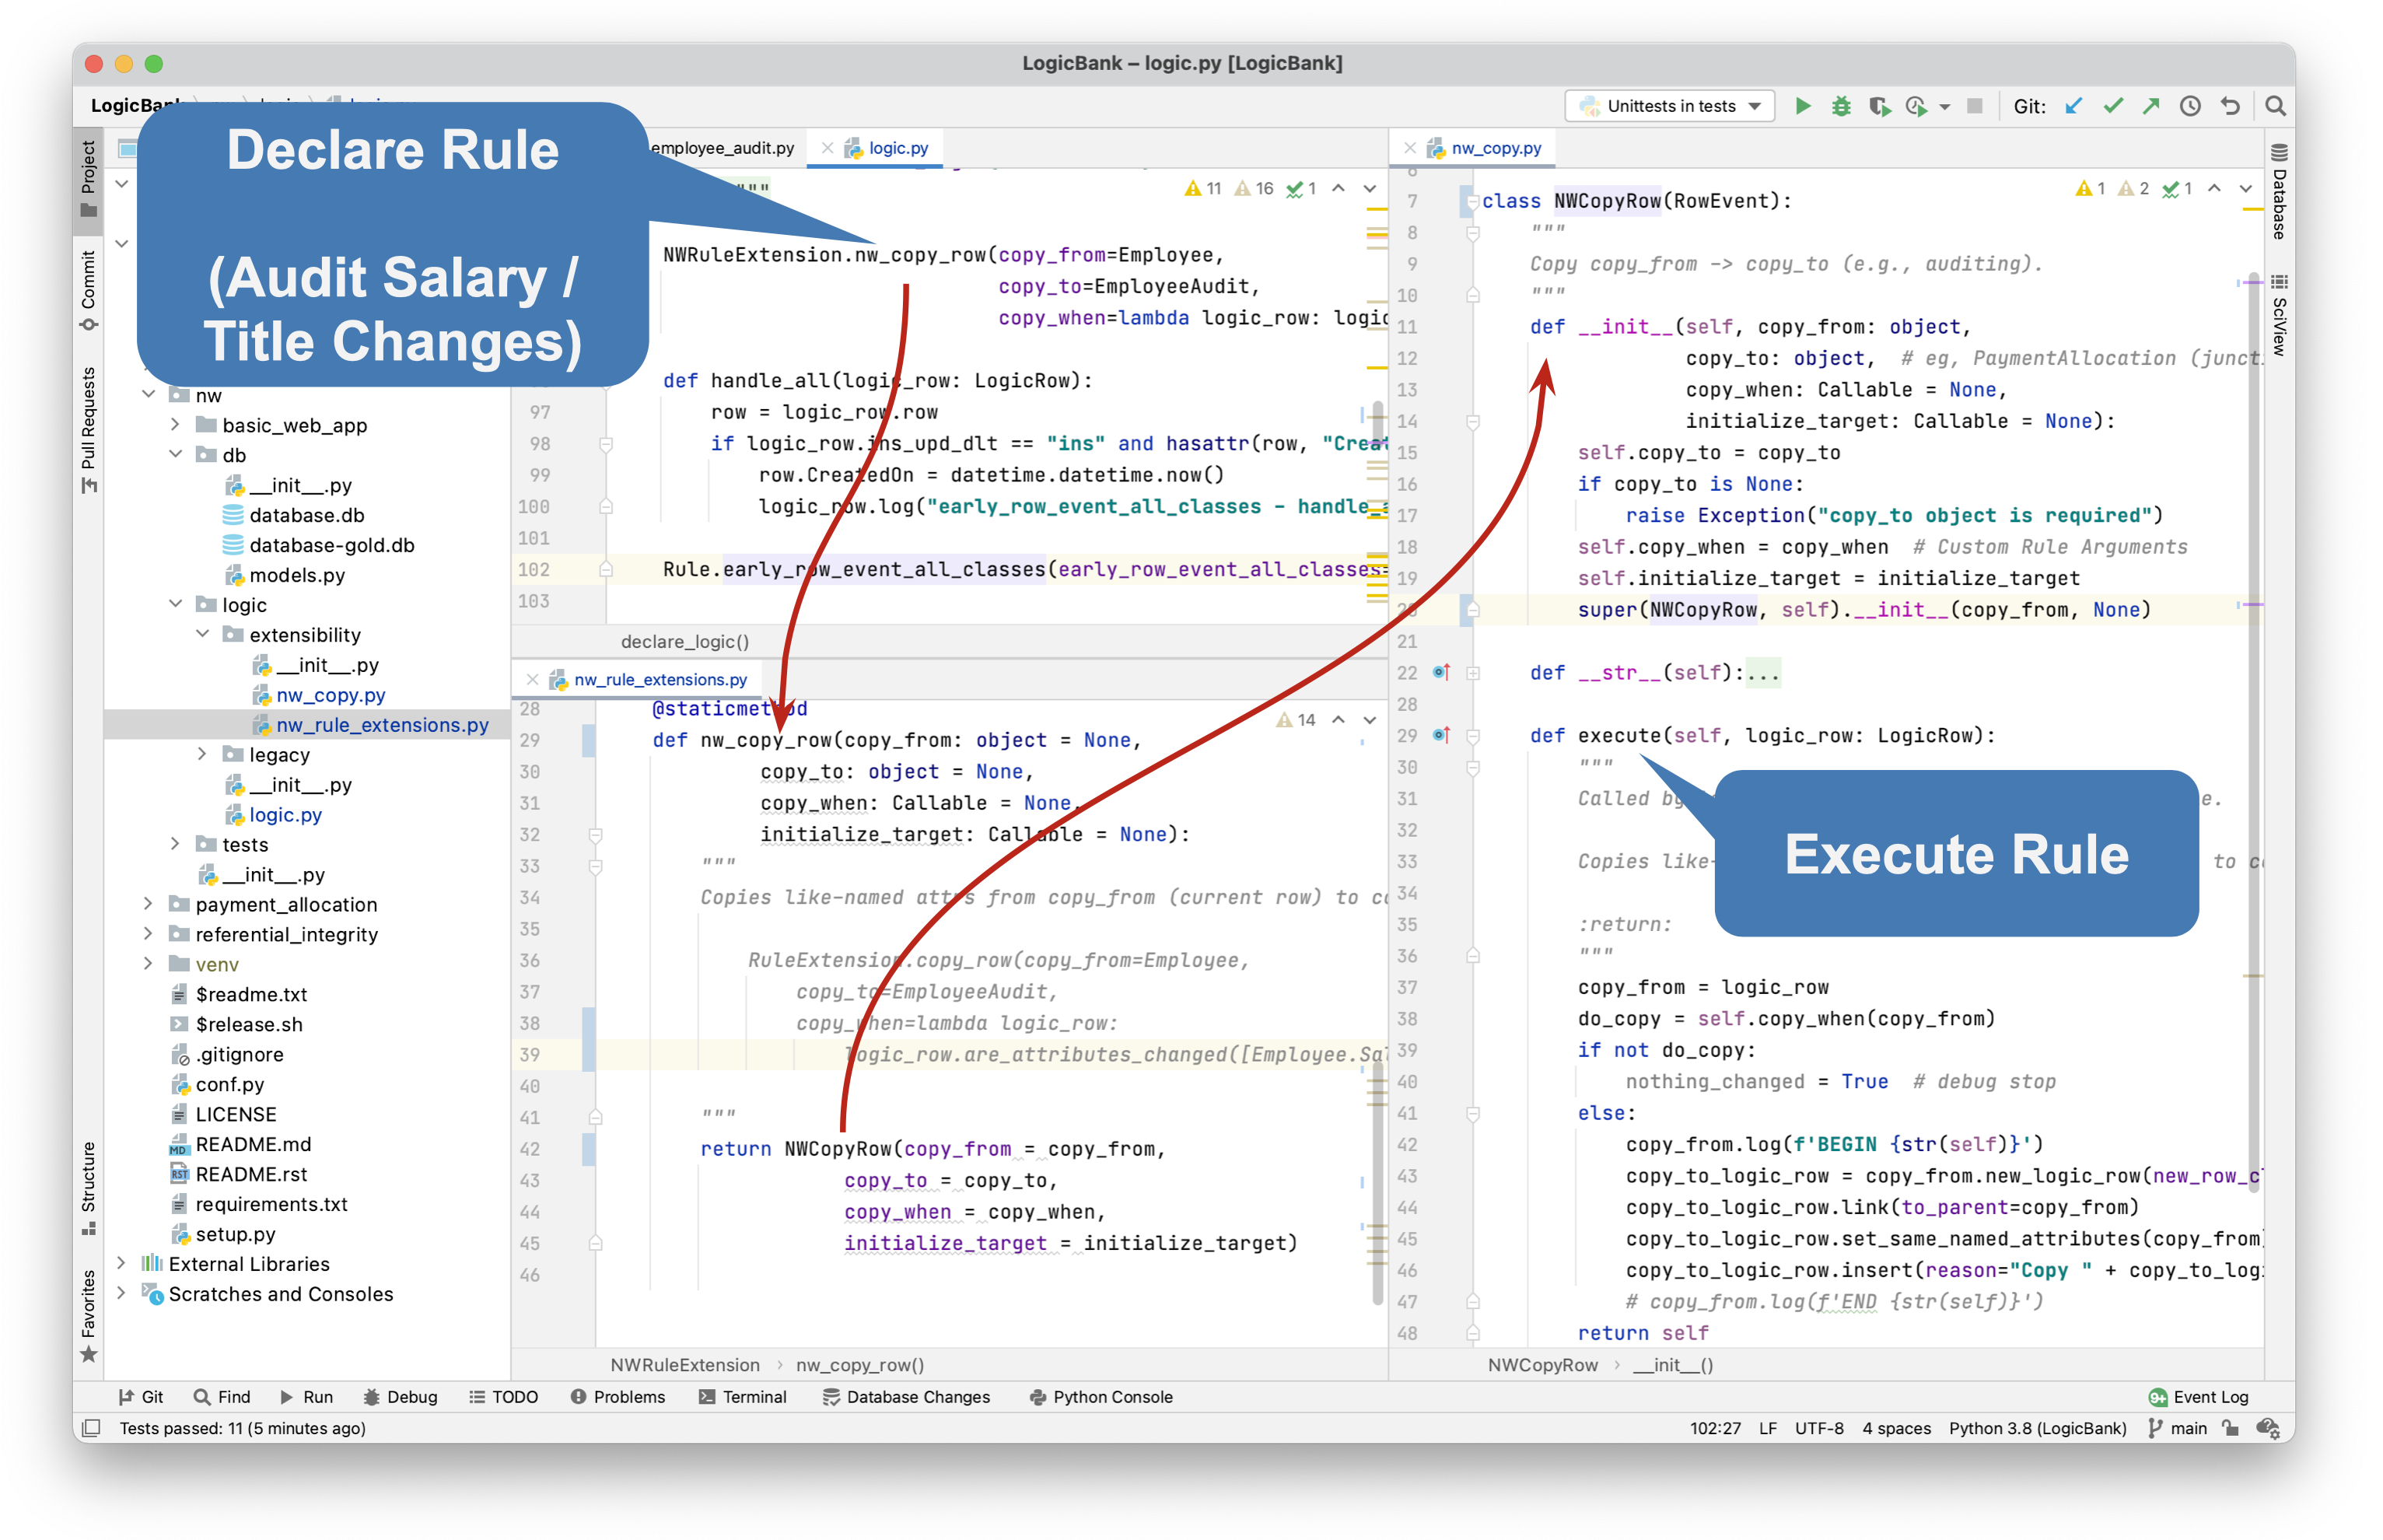 LogicBank – logic.py [LogicBank]
LogicBank
Unittests in tests
Git:
Declare Rule
(Audit Salary /
Title Changes)
Project
Commit
Pull Requests
Structure
Favorites
nw
basic_web_app
db
__init__.py
database.db
database-gold.db
models.py
logic
extensibility
__init__.py
nw_copy.py
nw_rule_extensions.py
legacy
__init__.py
logic.py
tests
__init__.py
payment_allocation
referential_integrity
venv
$readme.txt
$release.sh
.gitignore
conf.py
LICENSE
README.md
README.rst
requirements.txt
setup.py
External Libraries
Scratches and Consoles
employee_audit.py
logic.py
"""
11 16 1
NWRuleExtension.nw_copy_row(copy_from=Employee,
copy_to=EmployeeAudit,
copy_when=lambda logic_row: logic
def handle_all(logic_row: LogicRow):
97 row = logic_row.row
98 if logic_row.ins_upd_dlt == "ins" and hasattr(row, "Creat
99 row.CreatedOn = datetime.datetime.now()
100 logic_row.log("early_row_event_all_classes - handle_a
101
102 Rule.early_row_event_all_classes(early_row_event_all_classes=
103
declare_logic()
nw_rule_extensions.py
14
28 @staticmethod
29 def nw_copy_row(copy_from: object = None,
30 copy_to: object = None,
31 copy_when: Callable = None,
32 initialize_target: Callable = None):
33 """
34 Copies like-named attrs from copy_from (current row) to co
35
36 RuleExtension.copy_row(copy_from=Employee,
37 copy_to=EmployeeAudit,
38 copy_when=lambda logic_row:
39 logic_row.are_attributes_changed([Employee.Sal
40
41 """
42 return NWCopyRow(copy_from = copy_from,
43 copy_to = copy_to,
44 copy_when = copy_when,
45 initialize_target = initialize_target)
46
NWRuleExtension › nw_copy_row()
nw_copy.py
1 2 1
6
7 class NWCopyRow(RowEvent):
8 """
9 Copy copy_from -> copy_to (e.g., auditing).
10 """
11 def __init__(self, copy_from: object,
12 copy_to: object, # eg, PaymentAllocation (junct
13 copy_when: Callable = None,
14 initialize_target: Callable = None):
15 self.copy_to = copy_to
16 if copy_to is None:
17 raise Exception("copy_to object is required")
18 self.copy_when = copy_when # Custom Rule Arguments
19 self.initialize_target = initialize_target
20 super(NWCopyRow, self).__init__(copy_from, None)
21
22 def __str__(self):...
28
29 def execute(self, logic_row: LogicRow):
30 """
31 Called by e.
32
33 Copies like- to co
34
35 :return:
36 """
37 copy_from = logic_row
38 do_copy = self.copy_when(copy_from)
39 if not do_copy:
40 nothing_changed = True # debug stop
41 else:
42 copy_from.log(f'BEGIN {str(self)}')
43 copy_to_logic_row = copy_from.new_logic_row(new_row_cl
44 copy_to_logic_row.link(to_parent=copy_from)
45 copy_to_logic_row.set_same_named_attributes(copy_from)
46 copy_to_logic_row.insert(reason="Copy " + copy_to_logi
47 # copy_from.log(f'END {str(self)}')
48 return self
NWCopyRow › __init__()
Execute Rule
Database
SciView
Git Find Run Debug TODO Problems Terminal Database Changes Python Console
9+ Event Log
Tests passed: 11 (5 minutes ago)
102:27 LF UTF-8 4 spaces Python 3.8 (LogicBank) main